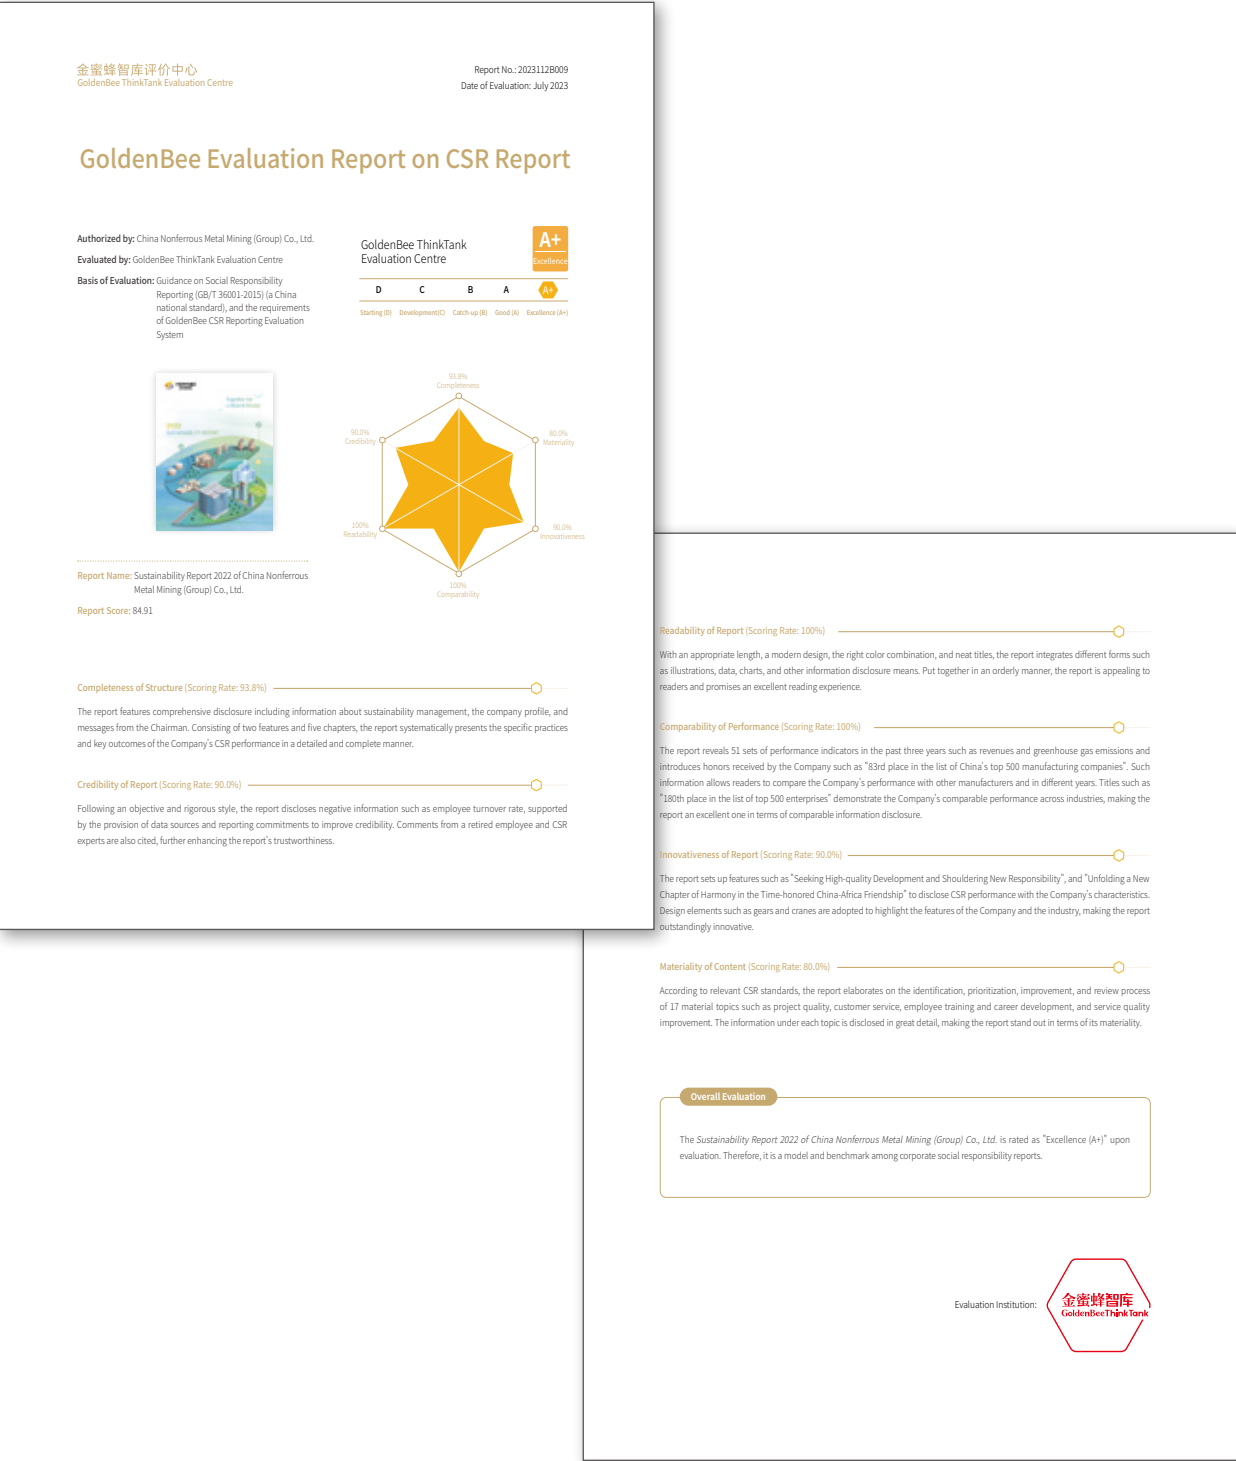 金蜜蜂智库评价中心
GoldenBee ThinkTank Evaluation Centre
Report No.: 2023112B009
Date of Evaluation: July 2023
GoldenBee Evaluation Report on CSR Report
Authorized by: China Nonferrous Metal Mining (Group) Co., Ltd.
Evaluated by: GoldenBee ThinkTank Evaluation Centre
Basis of Evaluation: Guidance on Social Responsibility
Reporting (GB/T 36001-2015) (a China
national standard), and the requirements
of GoldenBee CSR Reporting Evaluation
System
GoldenBee ThinkTank
Evaluation Centre
A+
Excellence
D C B A A+
Starting (D) Development(C) Catch-up (B) Good (A) Excellence (A+)
93.8%
Completeness
90.0%
Credibility
80.0%
Materiality
100%
Readability
90.0%
Innovativeness
100%
Comparability
Report Name: Sustainability Report 2022 of China Nonferrous
Metal Mining (Group) Co., Ltd.
Report Score: 84.91
Completeness of Structure (Scoring Rate: 93.8%)
The report features comprehensive disclosure including information about sustainability management, the company profile, and
messages from the Chairman. Consisting of two features and five chapters, the report systematically presents the specific practices
and key outcomes of the Company's CSR performance in a detailed and complete manner.
Credibility of Report (Scoring Rate: 90.0%)
Following an objective and rigorous style, the report discloses negative information such as employee turnover rate, supported
by the provision of data sources and reporting commitments to improve credibility. Comments from a retired employee and CSR
experts are also cited, further enhancing the report's trustworthiness.
Readability of Report (Scoring Rate: 100%)
With an appropriate length, a modern design, the right color combination, and neat titles, the report integrates different forms such
as illustrations, data, charts, and other information disclosure means. Put together in an orderly manner, the report is appealing to
readers and promises an excellent reading experience.
Comparability of Performance (Scoring Rate: 100%)
The report reveals 51 sets of performance indicators in the past three years such as revenues and greenhouse gas emissions and
introduces honors received by the Company such as "83rd place in the list of China's top 500 manufacturing companies". Such
information allows readers to compare the Company's performance with other manufacturers and in different years. Titles such as
"180th place in the list of top 500 enterprises" demonstrate the Company's comparable performance across industries, making the
report an excellent one in terms of comparable information disclosure.
Innovativeness of Report (Scoring Rate: 90.0%)
The report sets up features such as "Seeking High-quality Development and Shouldering New Responsibility", and "Unfolding a New
Chapter of Harmony in the Time-honored China-Africa Friendship" to disclose CSR performance with the Company's characteristics.
Design elements such as gears and cranes are adopted to highlight the features of the Company and the industry, making the report
outstandingly innovative.
Materiality of Content (Scoring Rate: 80.0%)
According to relevant CSR standards, the report elaborates on the identification, prioritization, improvement, and review process
of 17 material topics such as project quality, customer service, employee training and career development, and service quality
improvement. The information under each topic is disclosed in great detail, making the report stand out in terms of its materiality.
Overall Evaluation
The Sustainability Report 2022 of China Nonferrous Metal Mining (Group) Co., Ltd. is rated as "Excellence (A+)" upon
evaluation. Therefore, it is a model and benchmark among corporate social responsibility reports.
Evaluation Institution:
金蜜蜂智库
GoldenBeeThinkTank